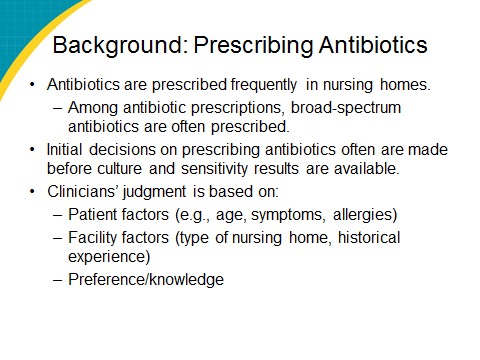 Background: Prescribing Antibiotics
• Antibiotics are prescribed frequently in nursing homes.
– Among antibiotic prescriptions, broad-spectrum
antibiotics are often prescribed.
• Initial decisions on prescribing antibiotics often are made
before culture and sensitivity results are available.
• Clinicians’ judgment is based on:
– Patient factors (e.g., age, symptoms, allergies)
– Facility factors (type of nursing home, historical
experience)
– Preference/knowledge